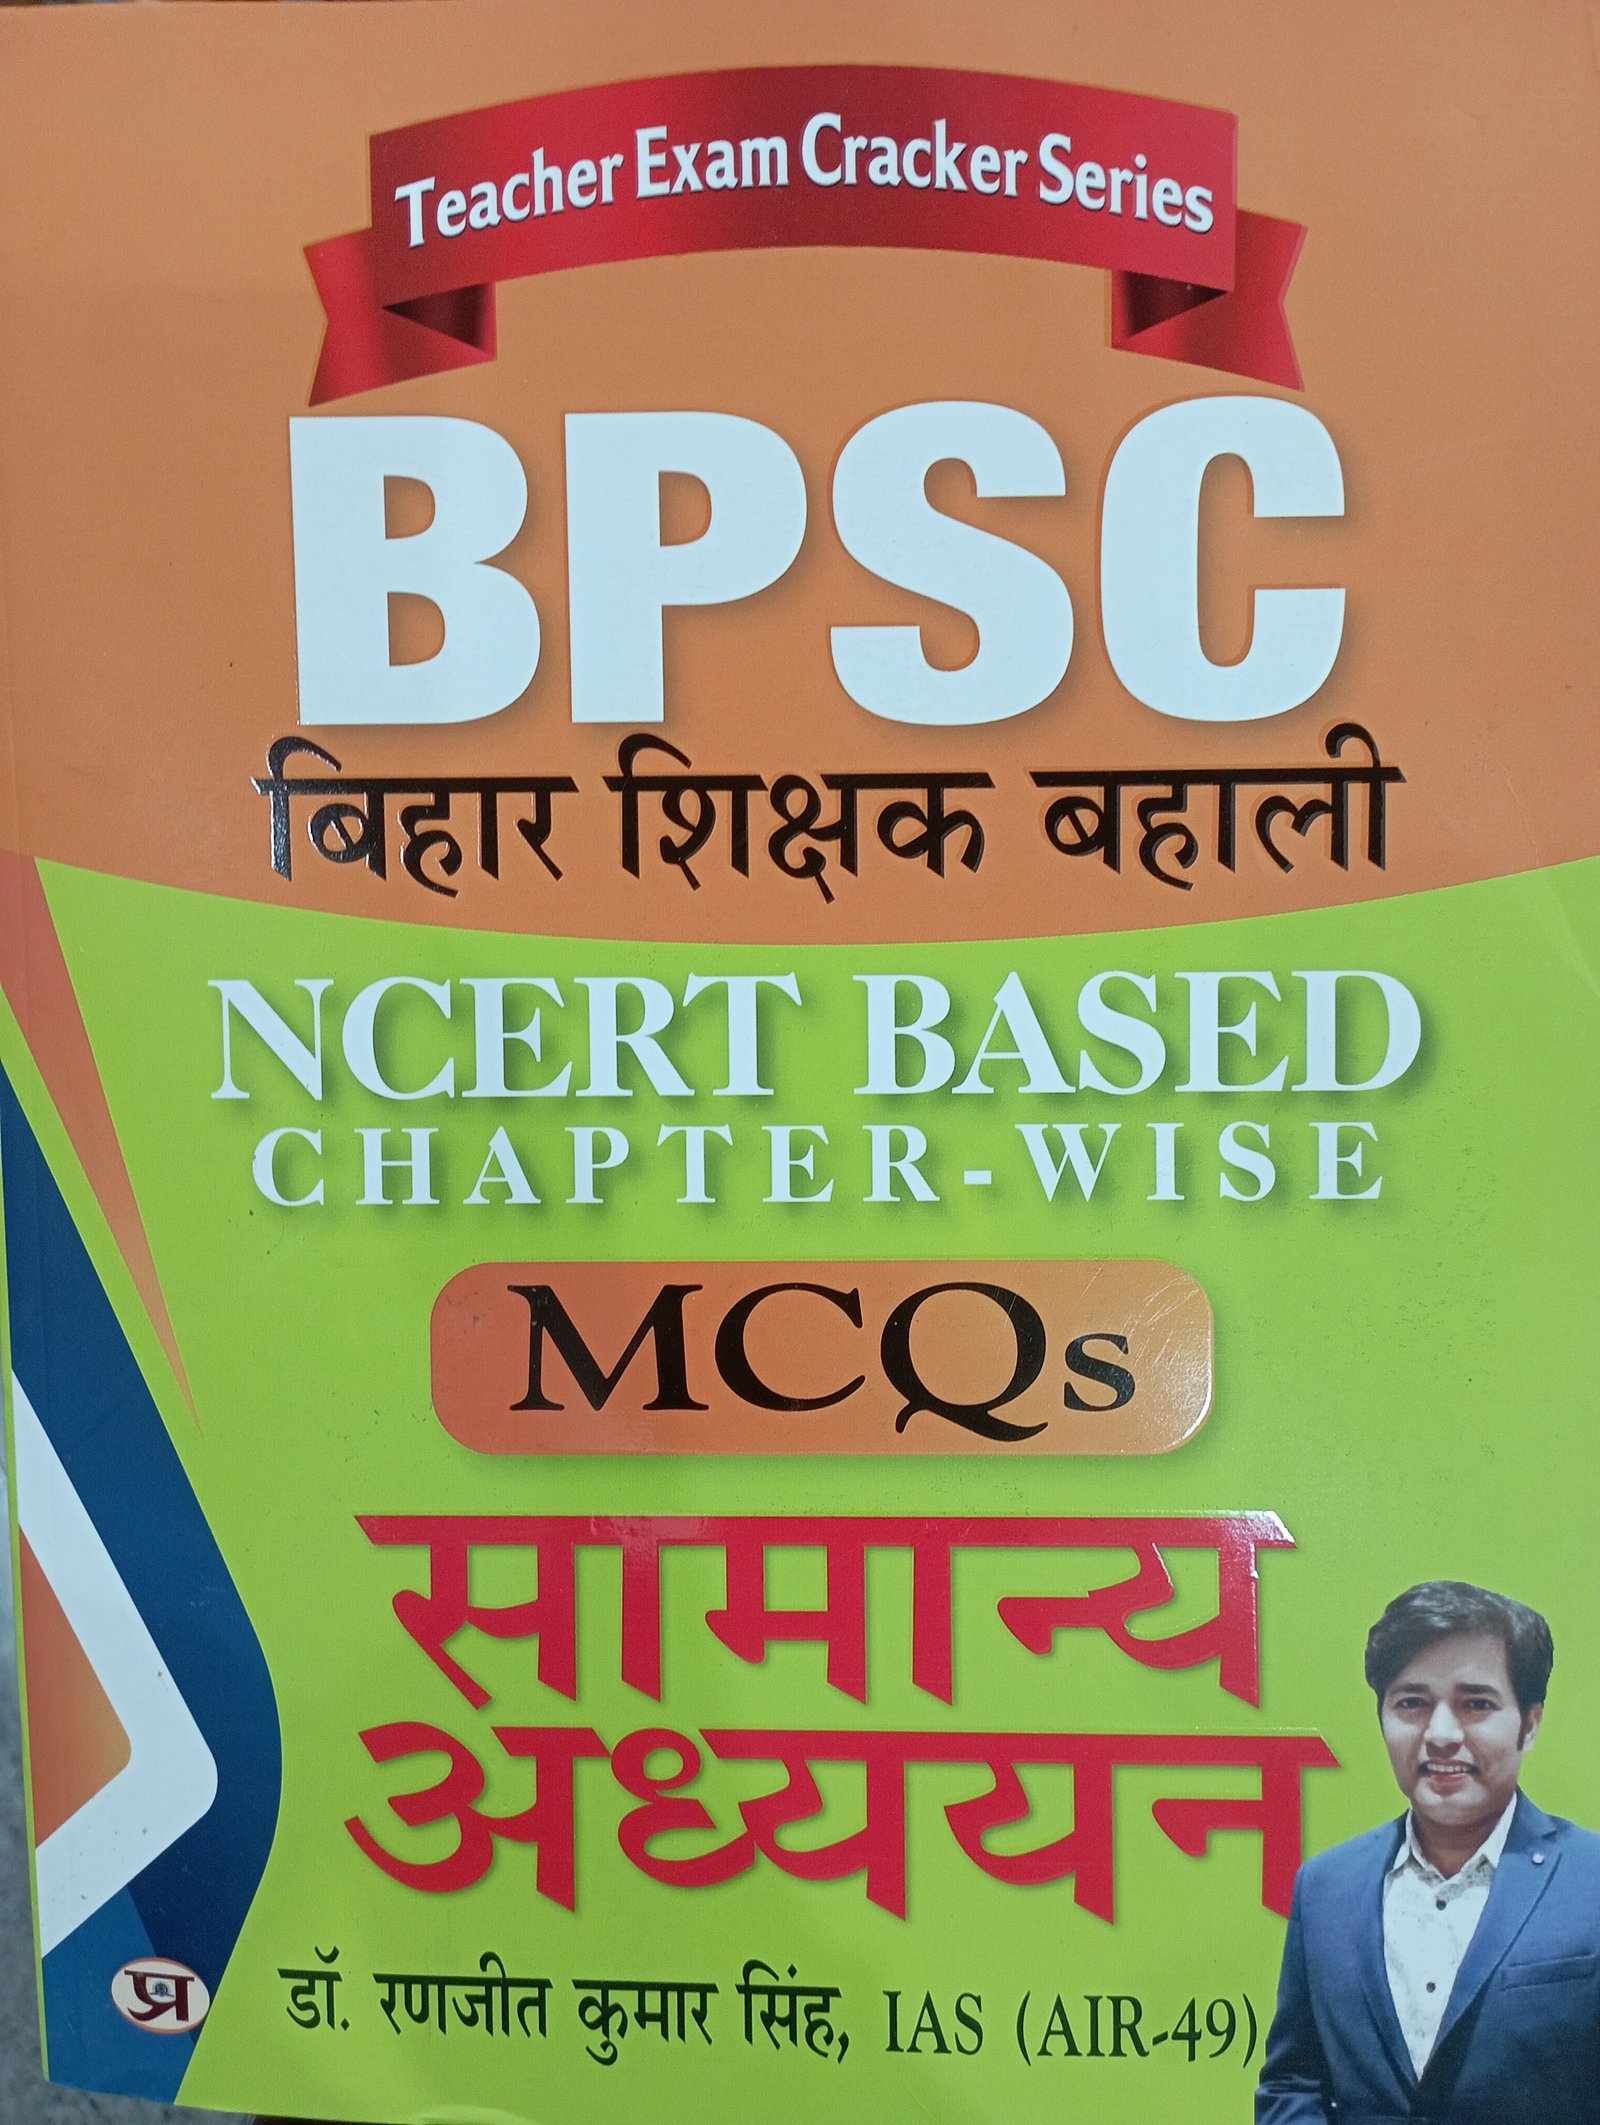 Teacher Exam Cracker Series
BPSC
बिहार शिक्षक बहाली
NCERT BASED
CHAPTER-WISE
MCQs
सामान्य
अध्ययन
डॉ. रणजीत कुमार सिंह, IAS (AIR-49)
प्र